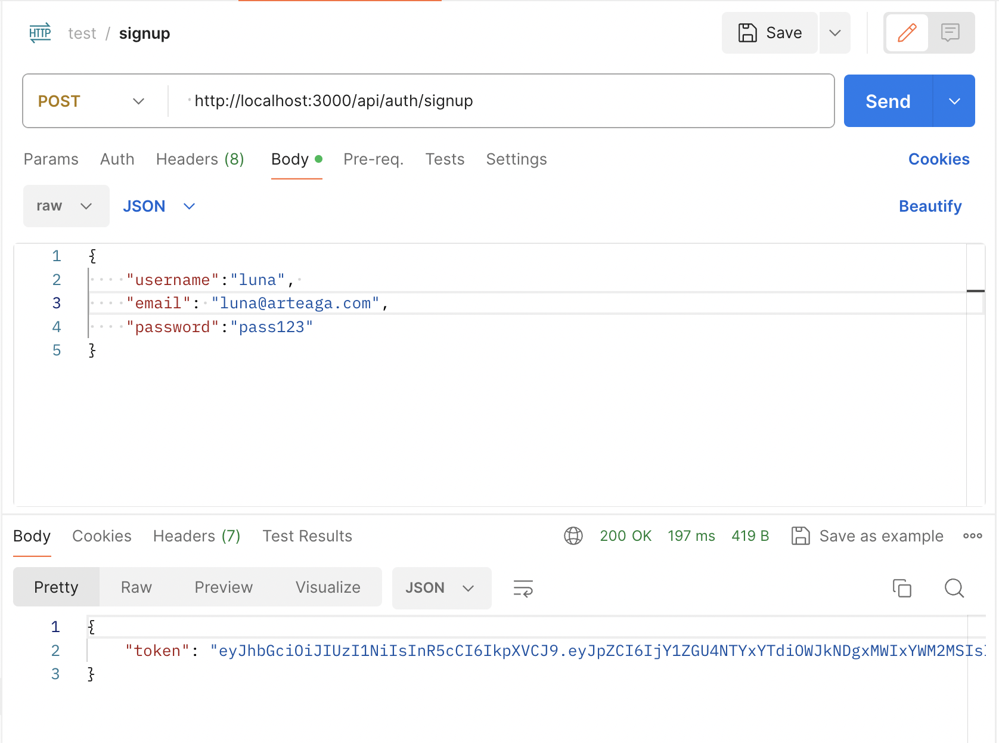 HTTP test / signup Save
POST http://localhost:3000/api/auth/signup Send
Params Auth Headers (8) Body Pre-req. Tests Settings Cookies
raw JSON Beautify
1 {
2 "username":"luna",
3 "email": "luna@arteaga.com",
4 "password":"pass123"
5 }
Body Cookies Headers (7) Test Results 200 OK 197 ms 419 B Save as example
Pretty Raw Preview Visualize JSON
1 {
2 "token": "eyJhbGciOiJIUzI1NiIsInR5cCI6IkpXVCJ9.eyJpZCI6IjY1ZGU4NTYxYTdiOWJkNDgxMWIxYWM2MSIsI
3 }